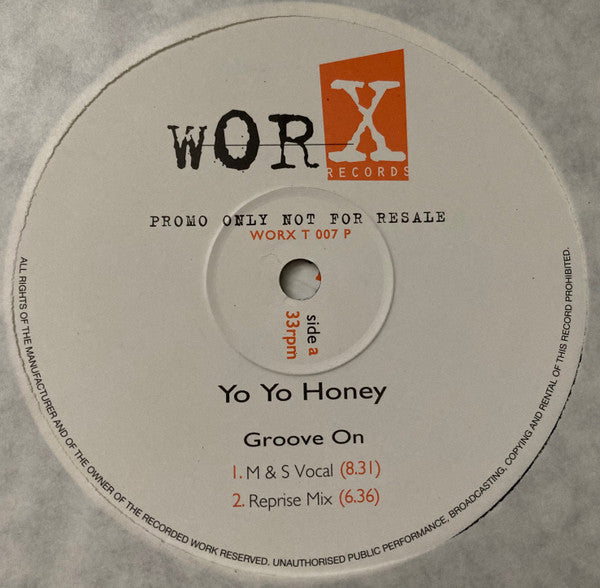 worX
RECORDS
PROMO ONLY NOT FOR RESALE
WORX T 007 P
side a
33rpm
Yo Yo Honey
Groove On
1. M & S Vocal (8.31)
2. Reprise Mix (6.36)
ALL RIGHTS OF THE MANUFACTURER AND OF THE OWNER OF THE RECORDED WORK RESERVED. UNAUTHORISED PUBLIC PERFORMANCE, BROADCASTING, COPYING AND RENTAL OF THIS RECORD PROHIBITED.